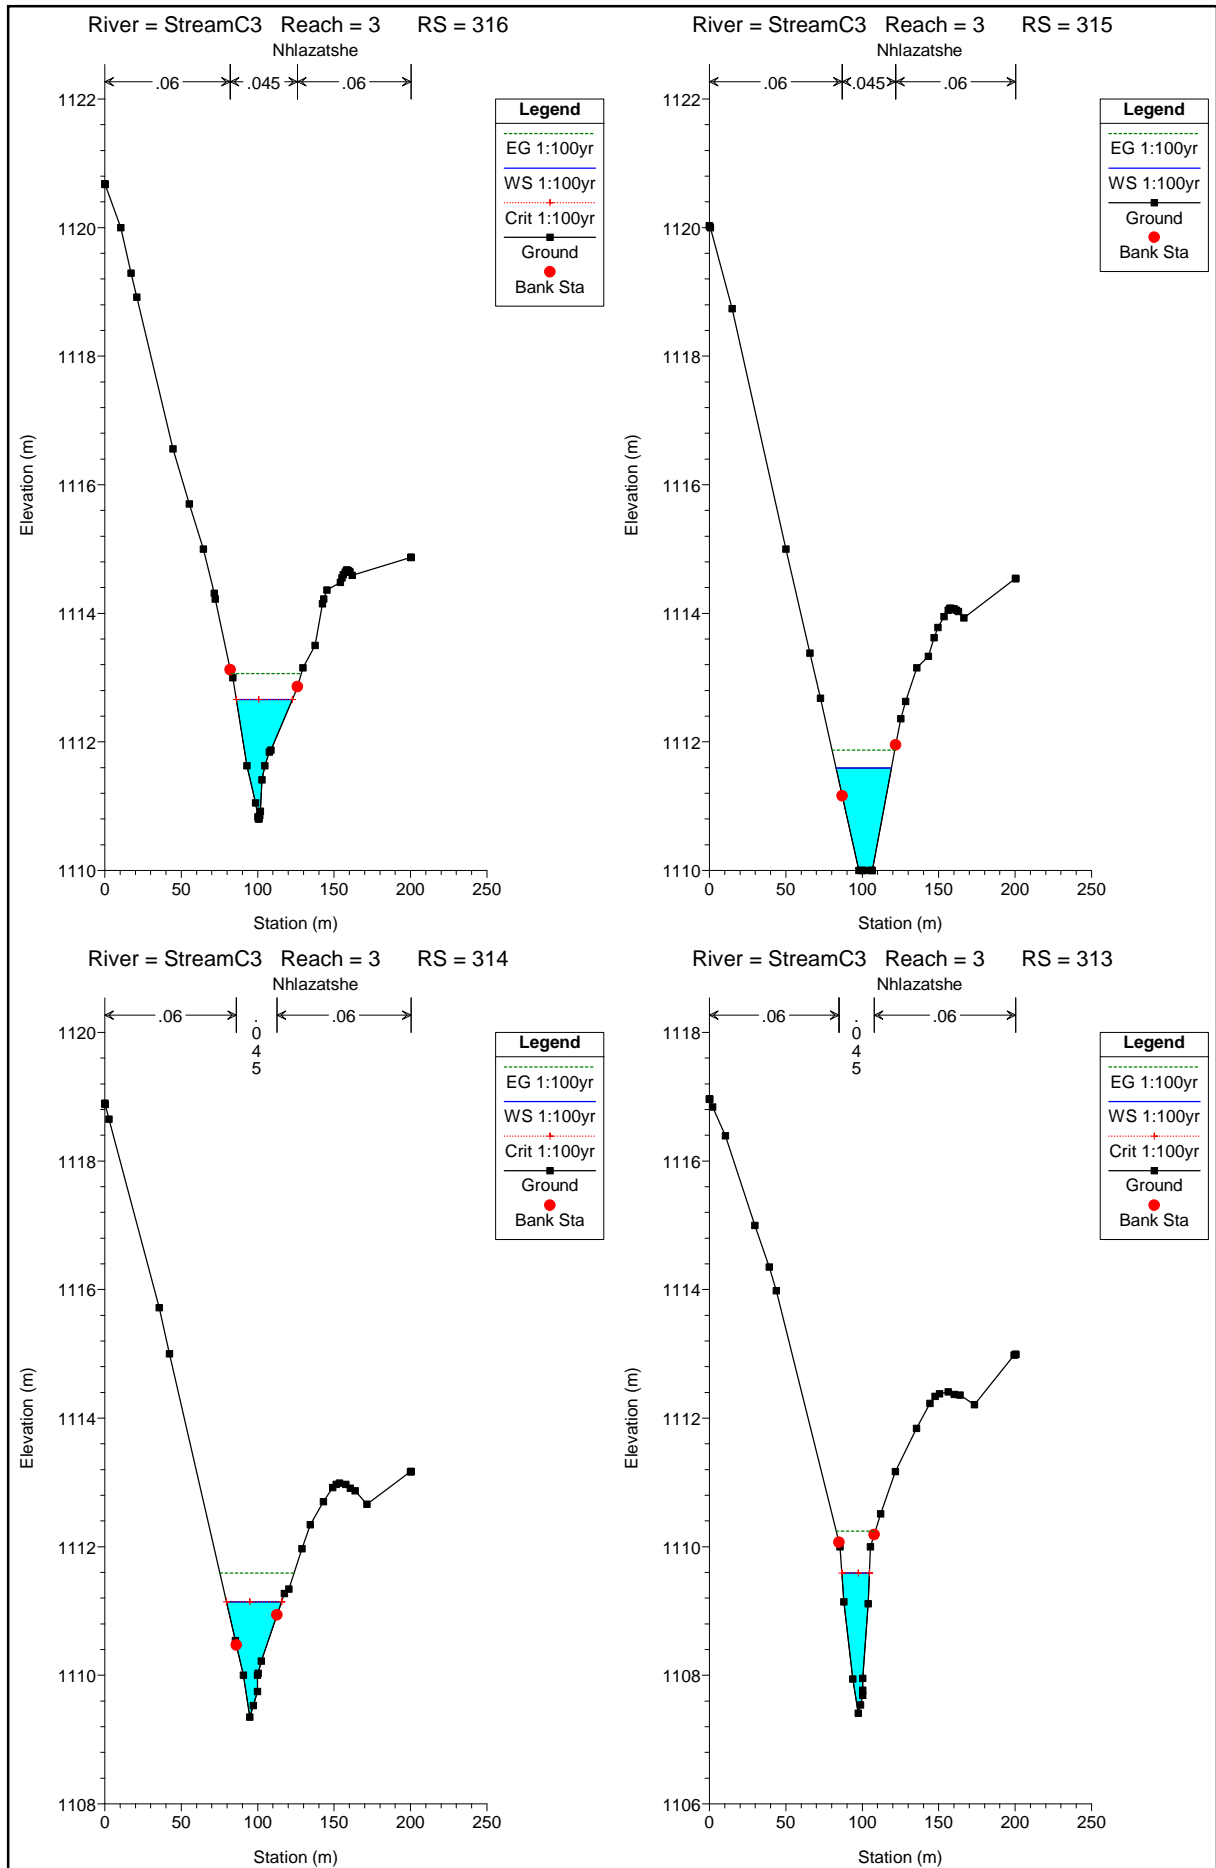 River = StreamC3 Reach = 3 RS = 316
Nhlazatshe
.06 .045 .06
Legend
EG 1:100yr
WS 1:100yr
Crit 1:100yr
Ground
Bank Sta
1122
1120
1118
1116
1114
1112
1110
Elevation (m)
0 50 100 150 200 250
Station (m)
River = StreamC3 Reach = 3 RS = 315
Nhlazatshe
.06 .045 .06
Legend
EG 1:100yr
WS 1:100yr
Ground
Bank Sta
1122
1120
1118
1116
1114
1112
1110
Elevation (m)
0 50 100 150 200 250
Station (m)
River = StreamC3 Reach = 3 RS = 314
Nhlazatshe
.06 .045 .06
Legend
EG 1:100yr
WS 1:100yr
Crit 1:100yr
Ground
Bank Sta
1120
1118
1116
1114
1112
1110
1108
Elevation (m)
0 50 100 150 200 250
Station (m)
River = StreamC3 Reach = 3 RS = 313
Nhlazatshe
.06 .045 .06
Legend
EG 1:100yr
WS 1:100yr
Crit 1:100yr
Ground
Bank Sta
1118
1116
1114
1112
1110
1108
1106
Elevation (m)
0 50 100 150 200 250
Station (m)